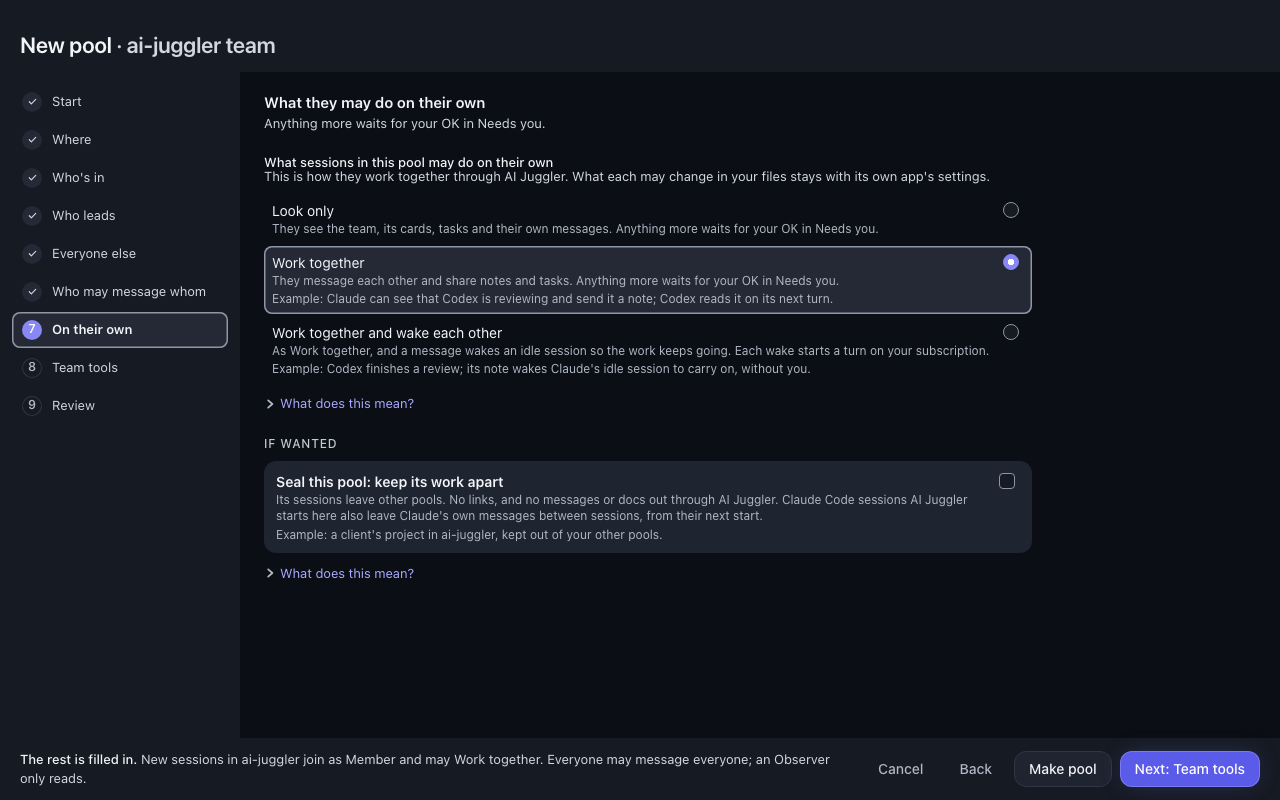 New pool · ai-juggler team
Start
Where
Who's in
Who leads
Everyone else
Who may message whom
7 On their own
8 Team tools
9 Review
What they may do on their own
Anything more waits for your OK in Needs you.
What sessions in this pool may do on their own
This is how they work together through AI Juggler. What each may change in your files stays with its own app's settings.
Look only
They see the team, its cards, tasks and their own messages. Anything more waits for your OK in Needs you.
Work together
They message each other and share notes and tasks. Anything more waits for your OK in Needs you.
Example: Claude can see that Codex is reviewing and send it a note; Codex reads it on its next turn.
Work together and wake each other
As Work together, and a message wakes an idle session so the work keeps going. Each wake starts a turn on your subscription.
Example: Codex finishes a review; its note wakes Claude's idle session to carry on, without you.
What does this mean?
IF WANTED
Seal this pool: keep its work apart
Its sessions leave other pools. No links, and no messages or docs out through AI Juggler. Claude Code sessions AI Juggler
starts here also leave Claude's own messages between sessions, from their next start.
Example: a client's project in ai-juggler, kept out of your other pools.
What does this mean?
The rest is filled in. New sessions in ai-juggler join as Member and may Work together. Everyone may message everyone; an Observer
only reads.
Cancel
Back
Make pool
Next: Team tools